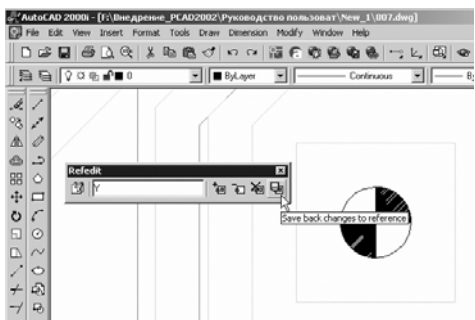 AutoCAD 2000i - [F:\Внедрение_PCAD2002\Руководство пользоват\New_1\007.dwg]
File Edit View Insert Format Tools Draw Dimension Modify Window Help
0 ByLayer Continuous
Refedit
Y
Save back changes to reference